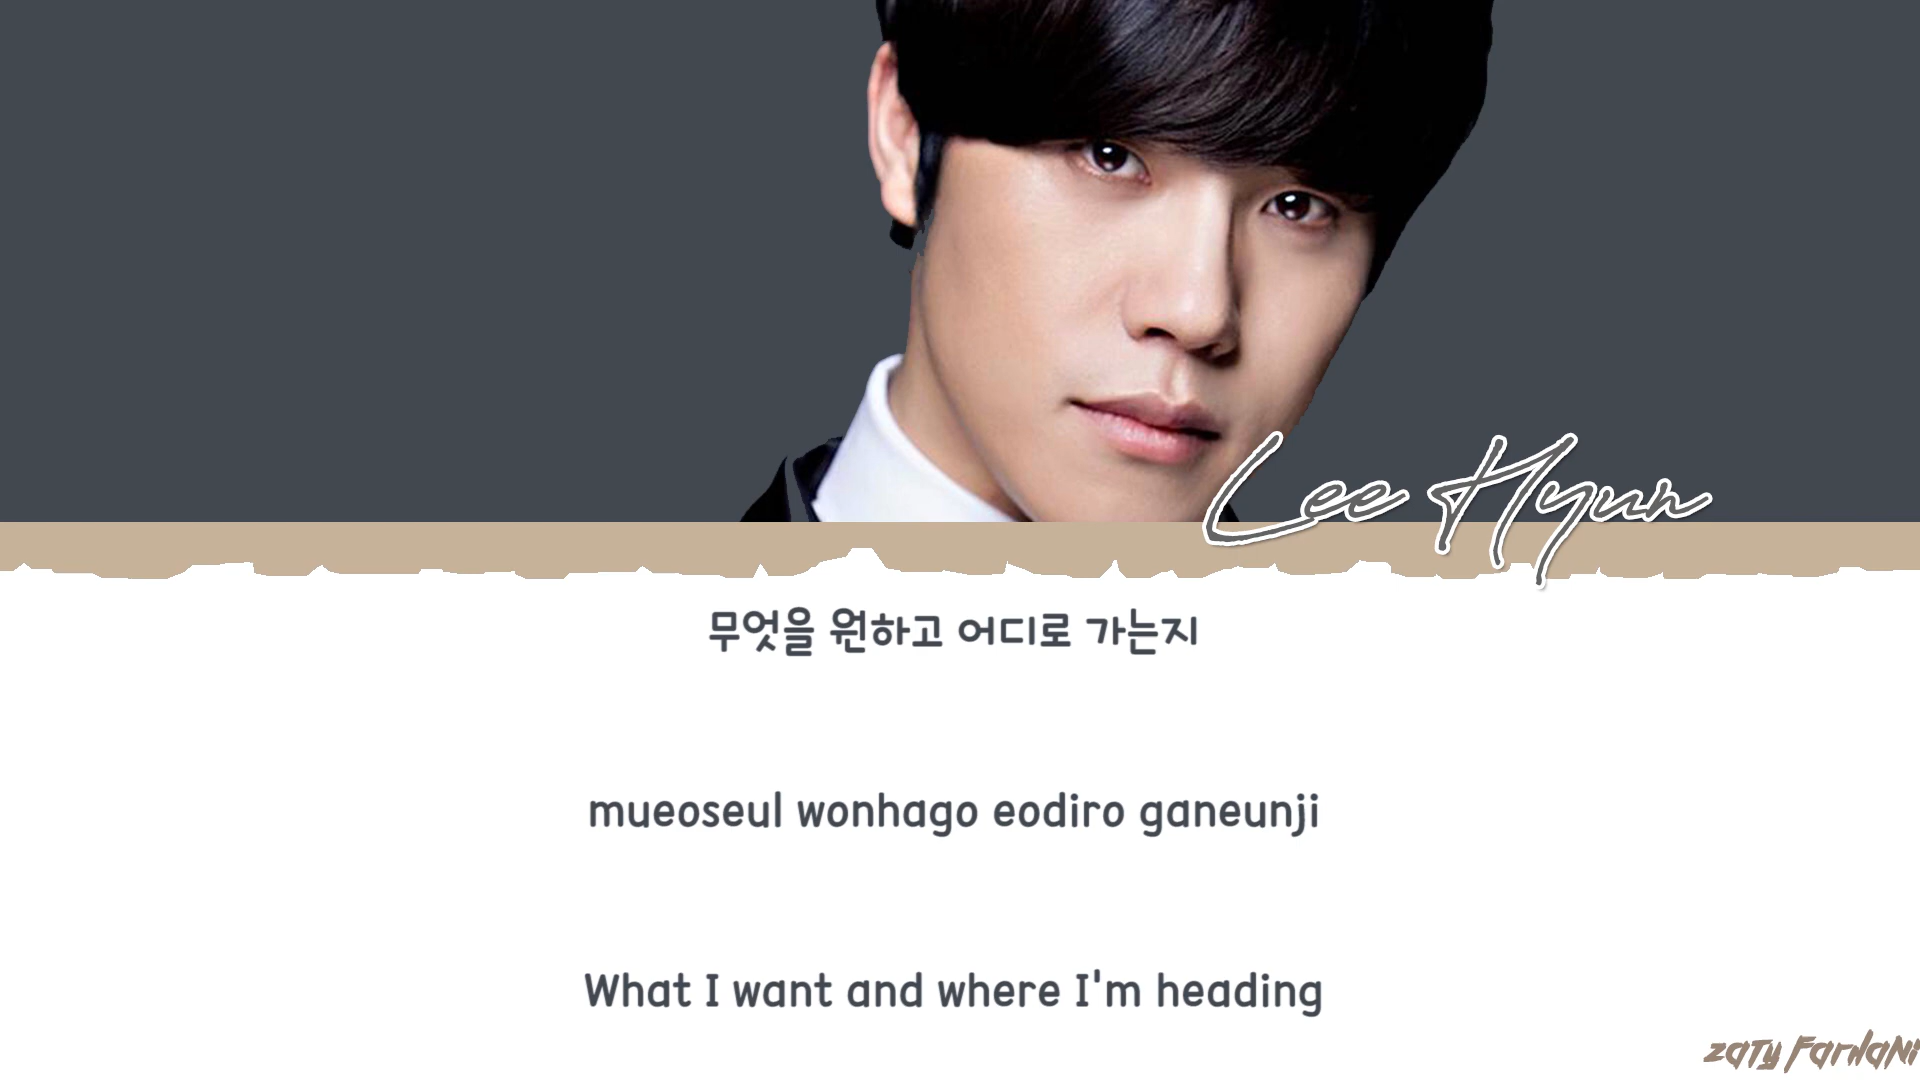 Lee Hyun
무엇을 원하고 어디로 가는지
mueoseul wonhago eodiro ganeunji
What I want and where I'm heading
Zaty Fardani